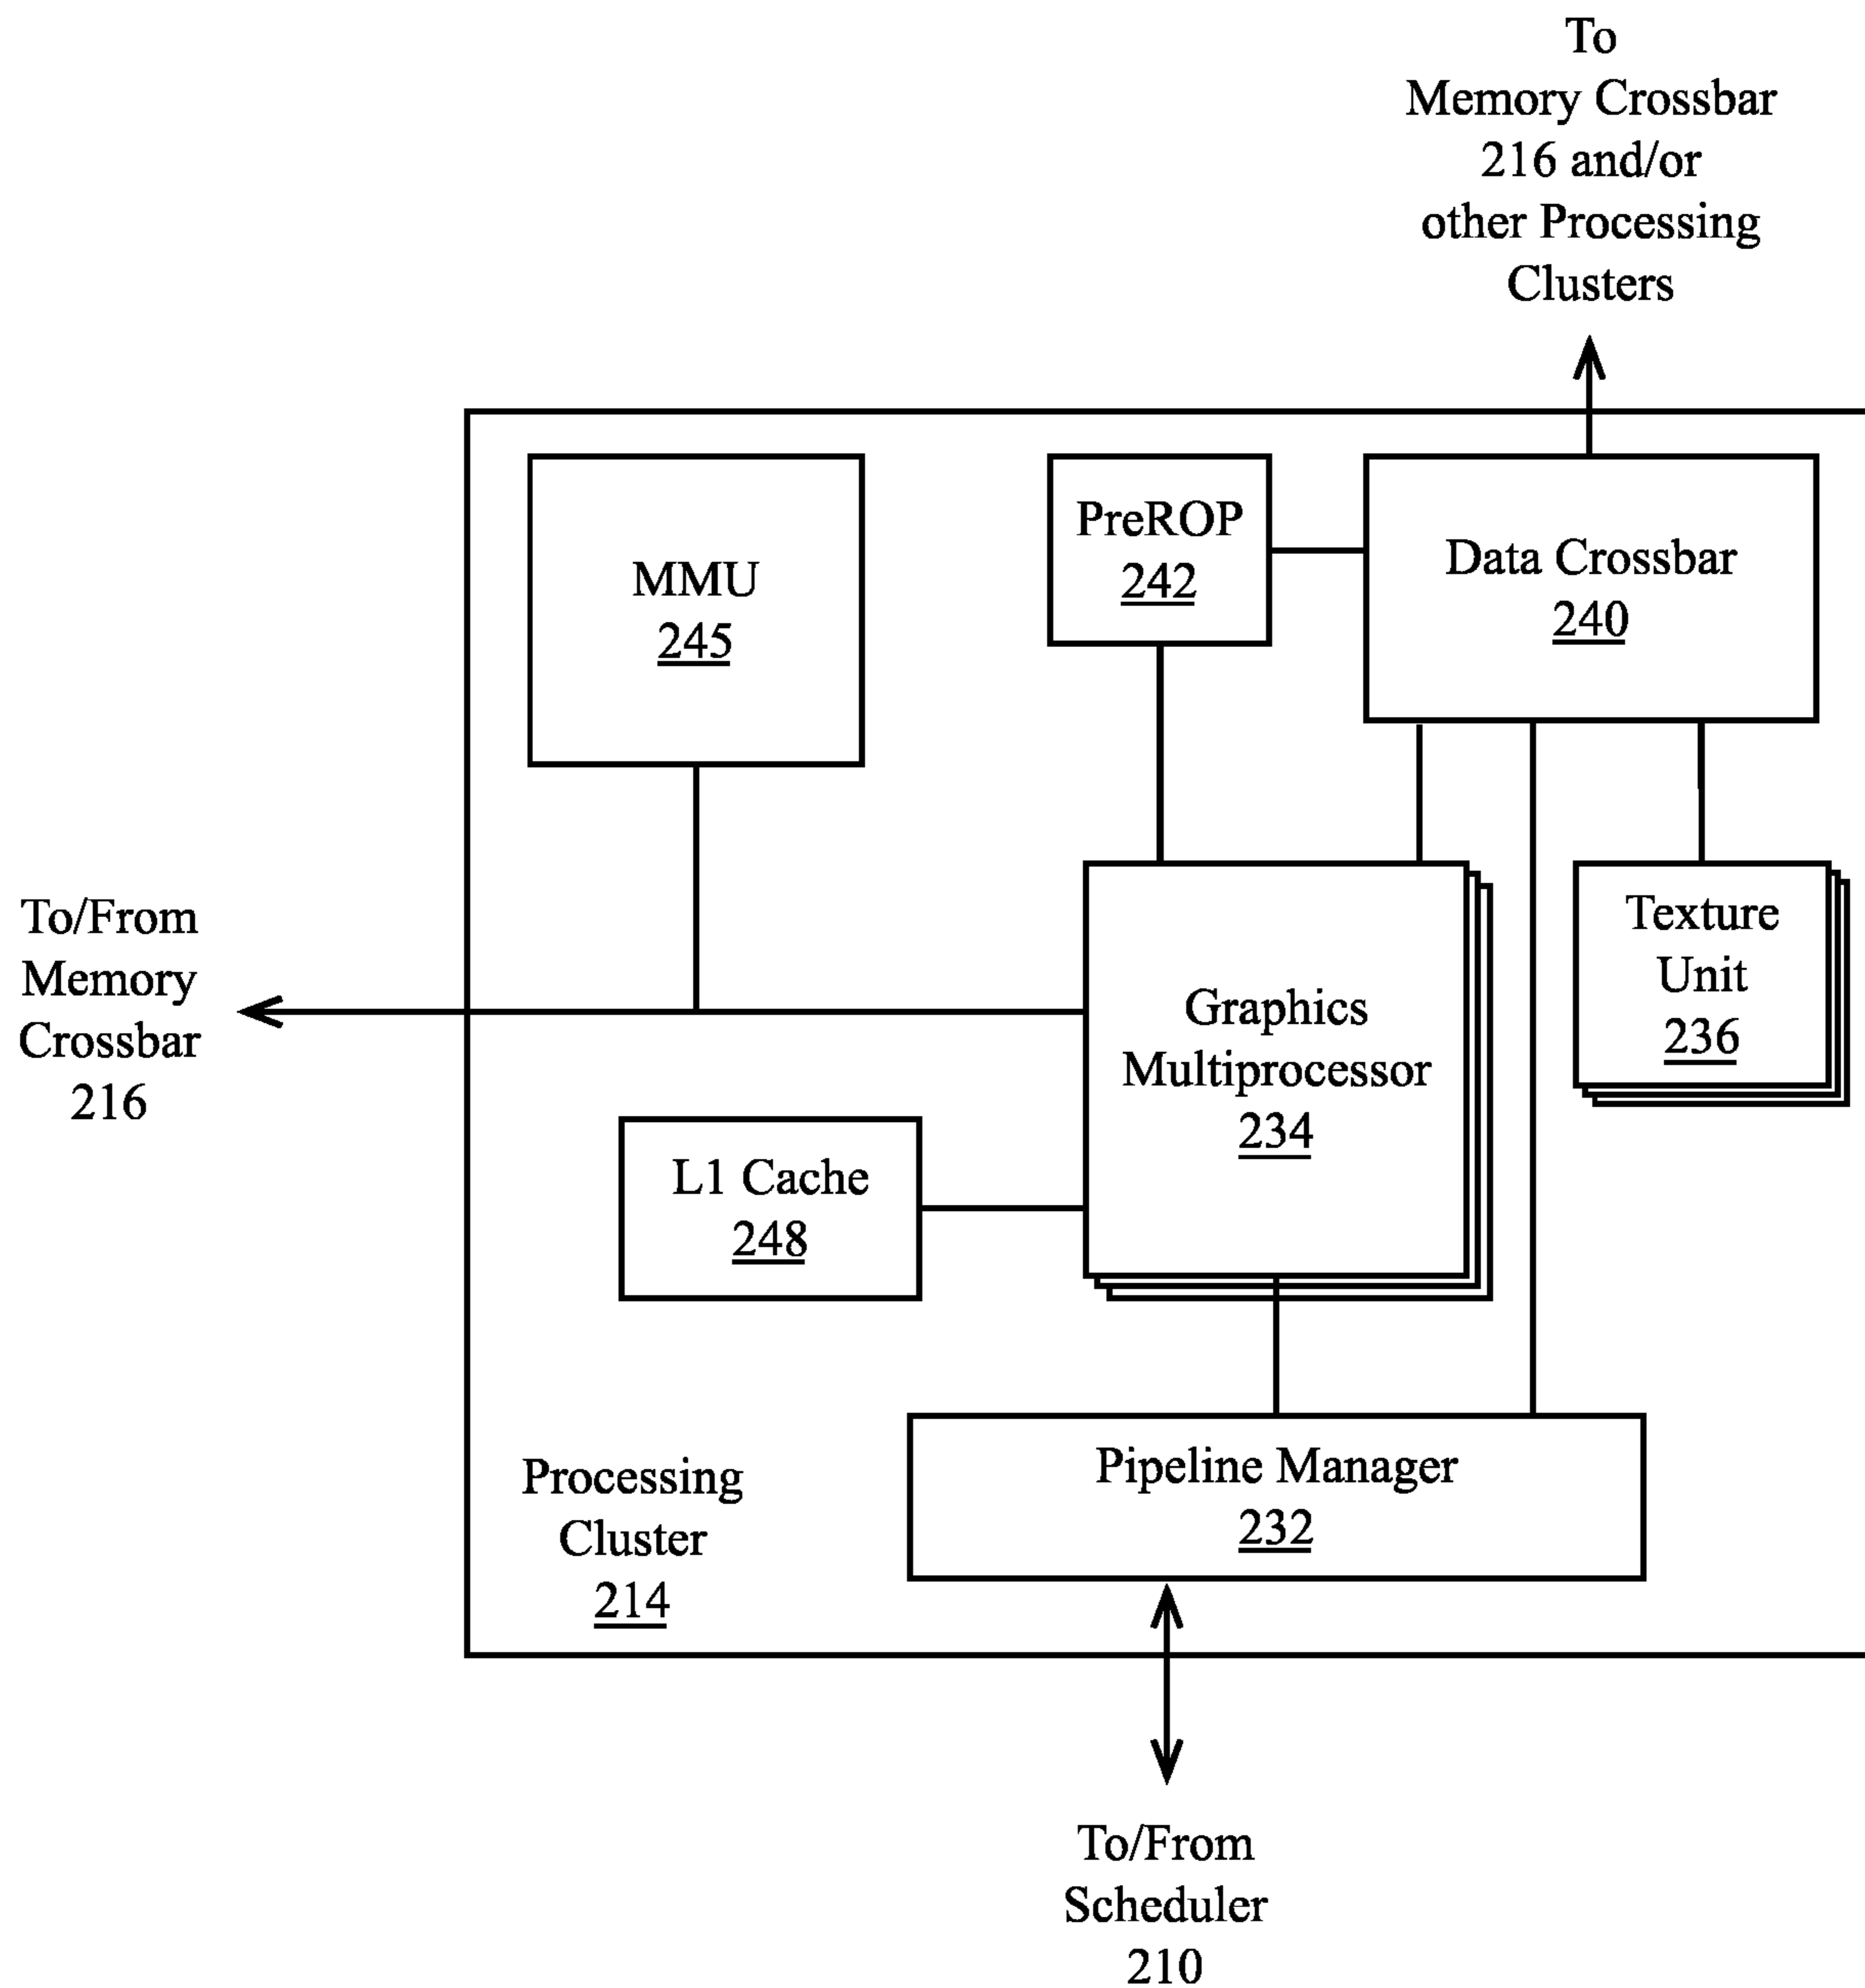 To
Memory Crossbar
216 and/or
other Processing
Clusters
MMU
245
PreROP
242
Data Crossbar
240
To/From
Memory
Crossbar
216
Graphics
Multiprocessor
234
Texture
Unit
236
L1 Cache
248
Pipeline Manager
232
Processing
Cluster
214
To/From
Scheduler
210